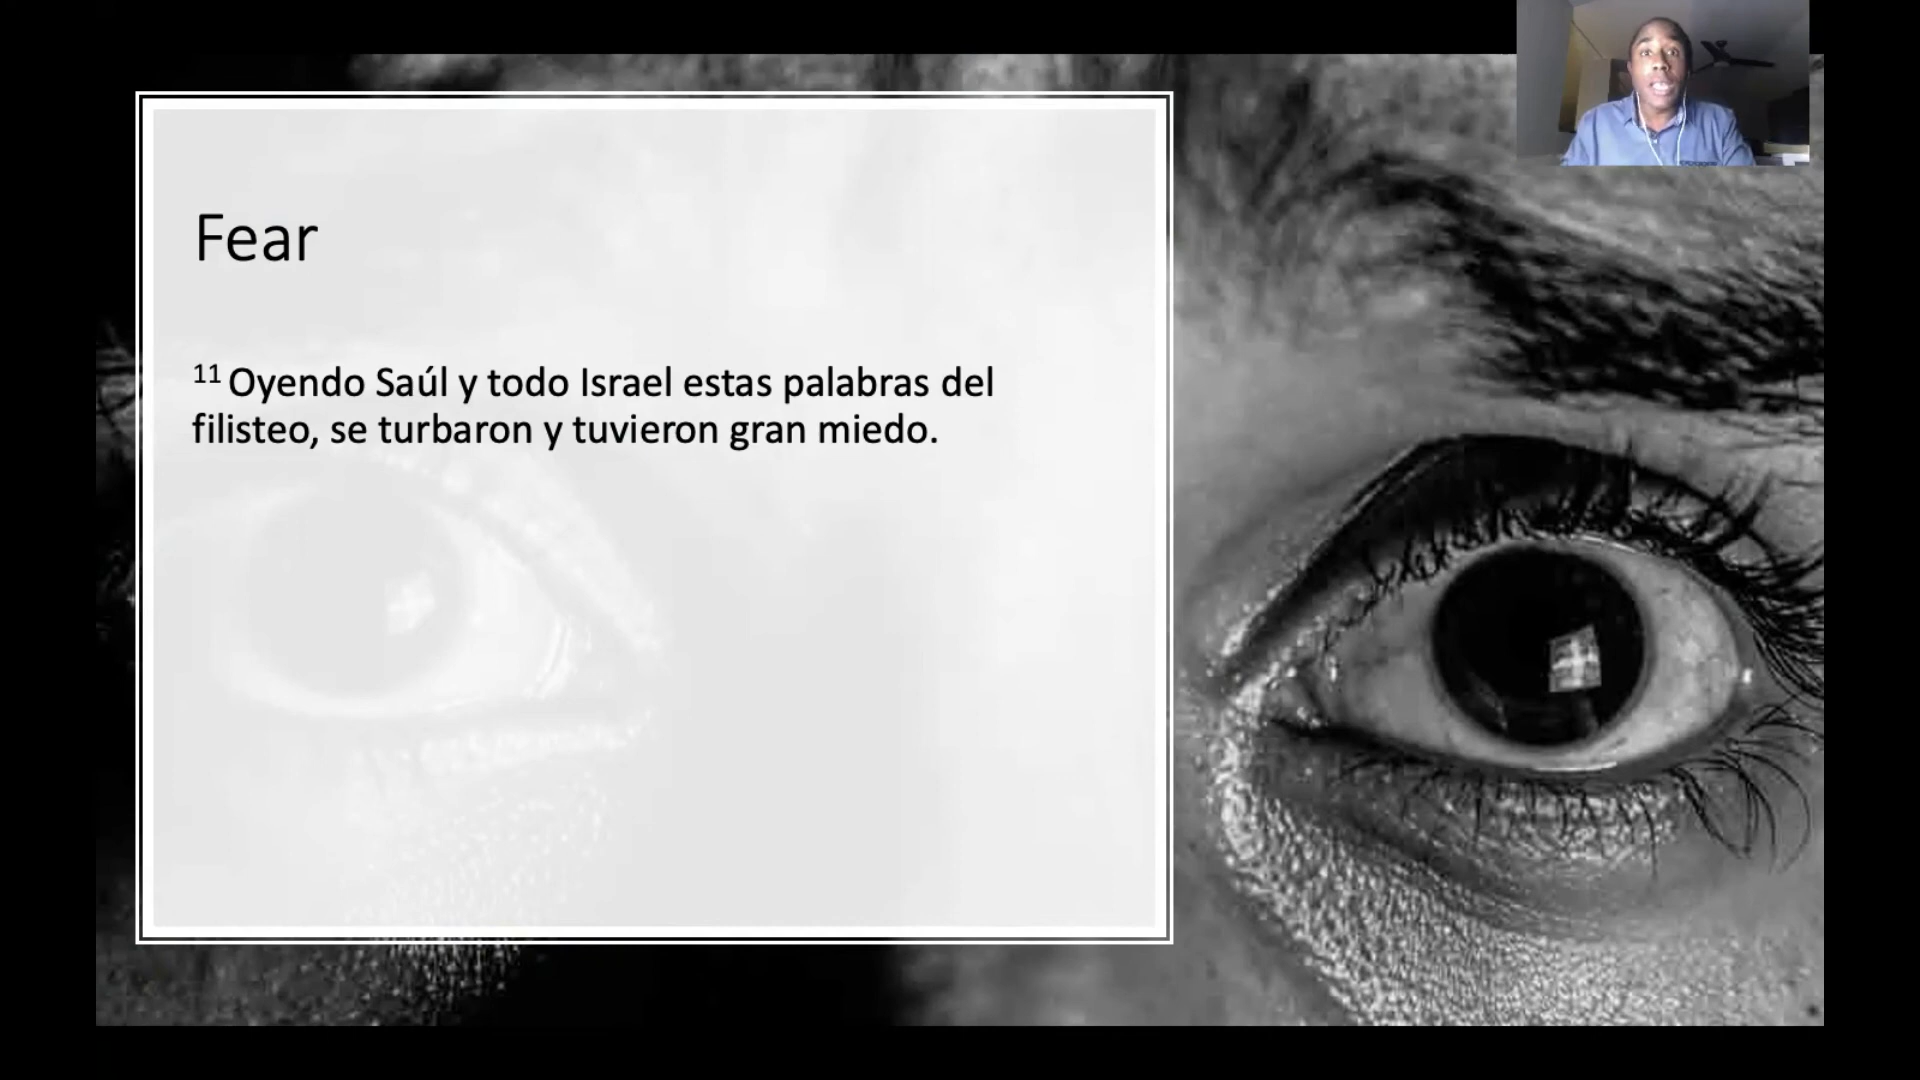 Fear
11 Oyendo Saúl y todo Israel estas palabras del
filisteo, se turbaron y tuvieron gran miedo.